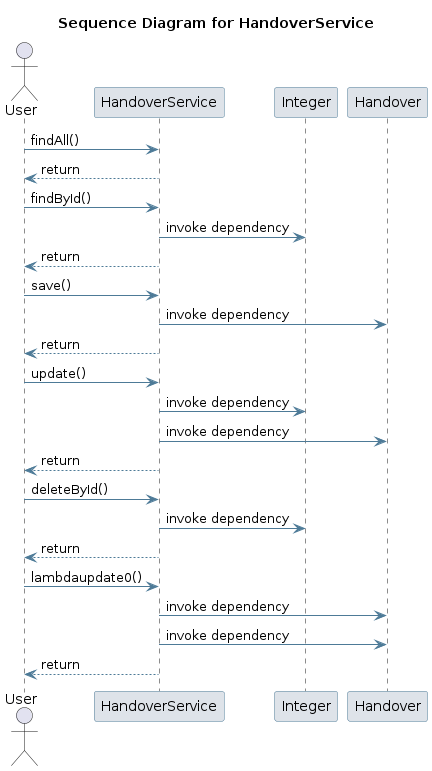 Sequence Diagram for HandoverService
User
HandoverService Integer Handover
findAll()
return
findById()
invoke dependency
return
save()
invoke dependency
return
update()
invoke dependency
invoke dependency
return
deleteById()
invoke dependency
return
lambdaupdate0()
invoke dependency
invoke dependency
return
User
HandoverService Integer Handover